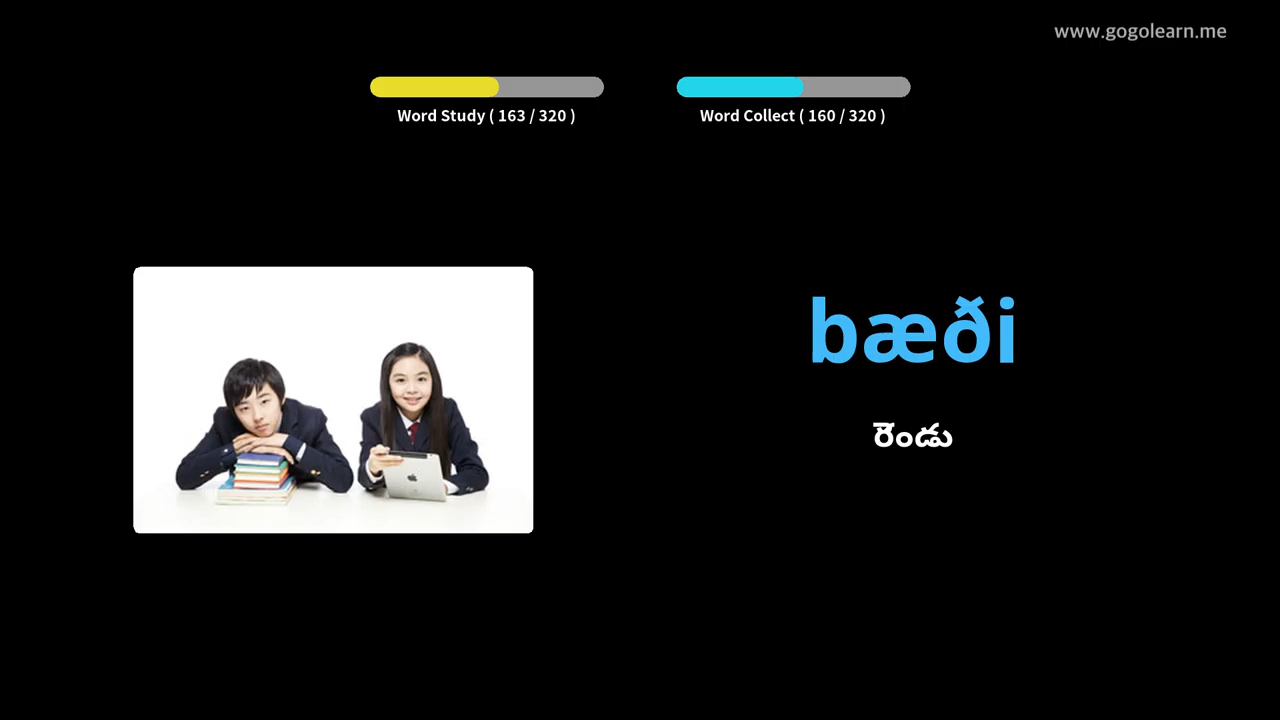 www.gogolearn.me
Word Study ( 163 / 320 )
Word Collect ( 160 / 320 )
bæði
రెండు